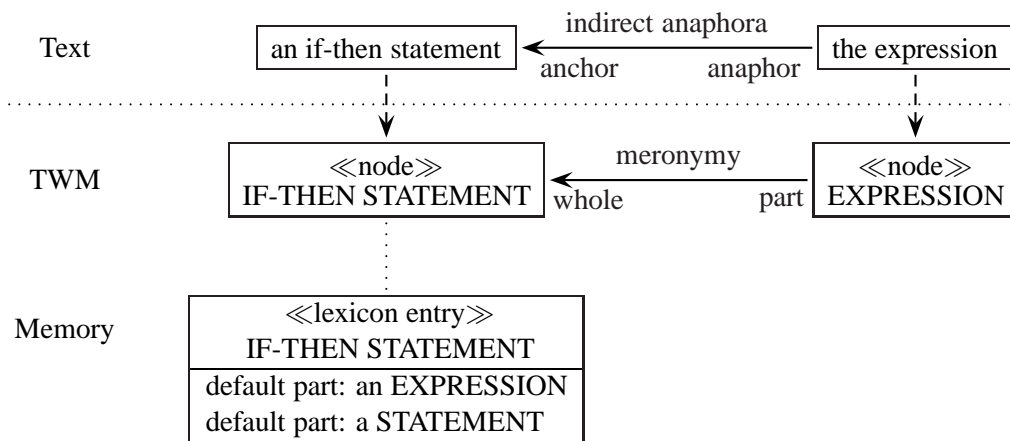 indirect anaphora
Text
an if-then statement
the expression
anchor
anaphor
TWM
≪node≫
IF-THEN STATEMENT
meronymy
≪node≫
EXPRESSION
whole
part
Memory
≪lexicon entry≫
IF-THEN STATEMENT
default part: an EXPRESSION
default part: a STATEMENT